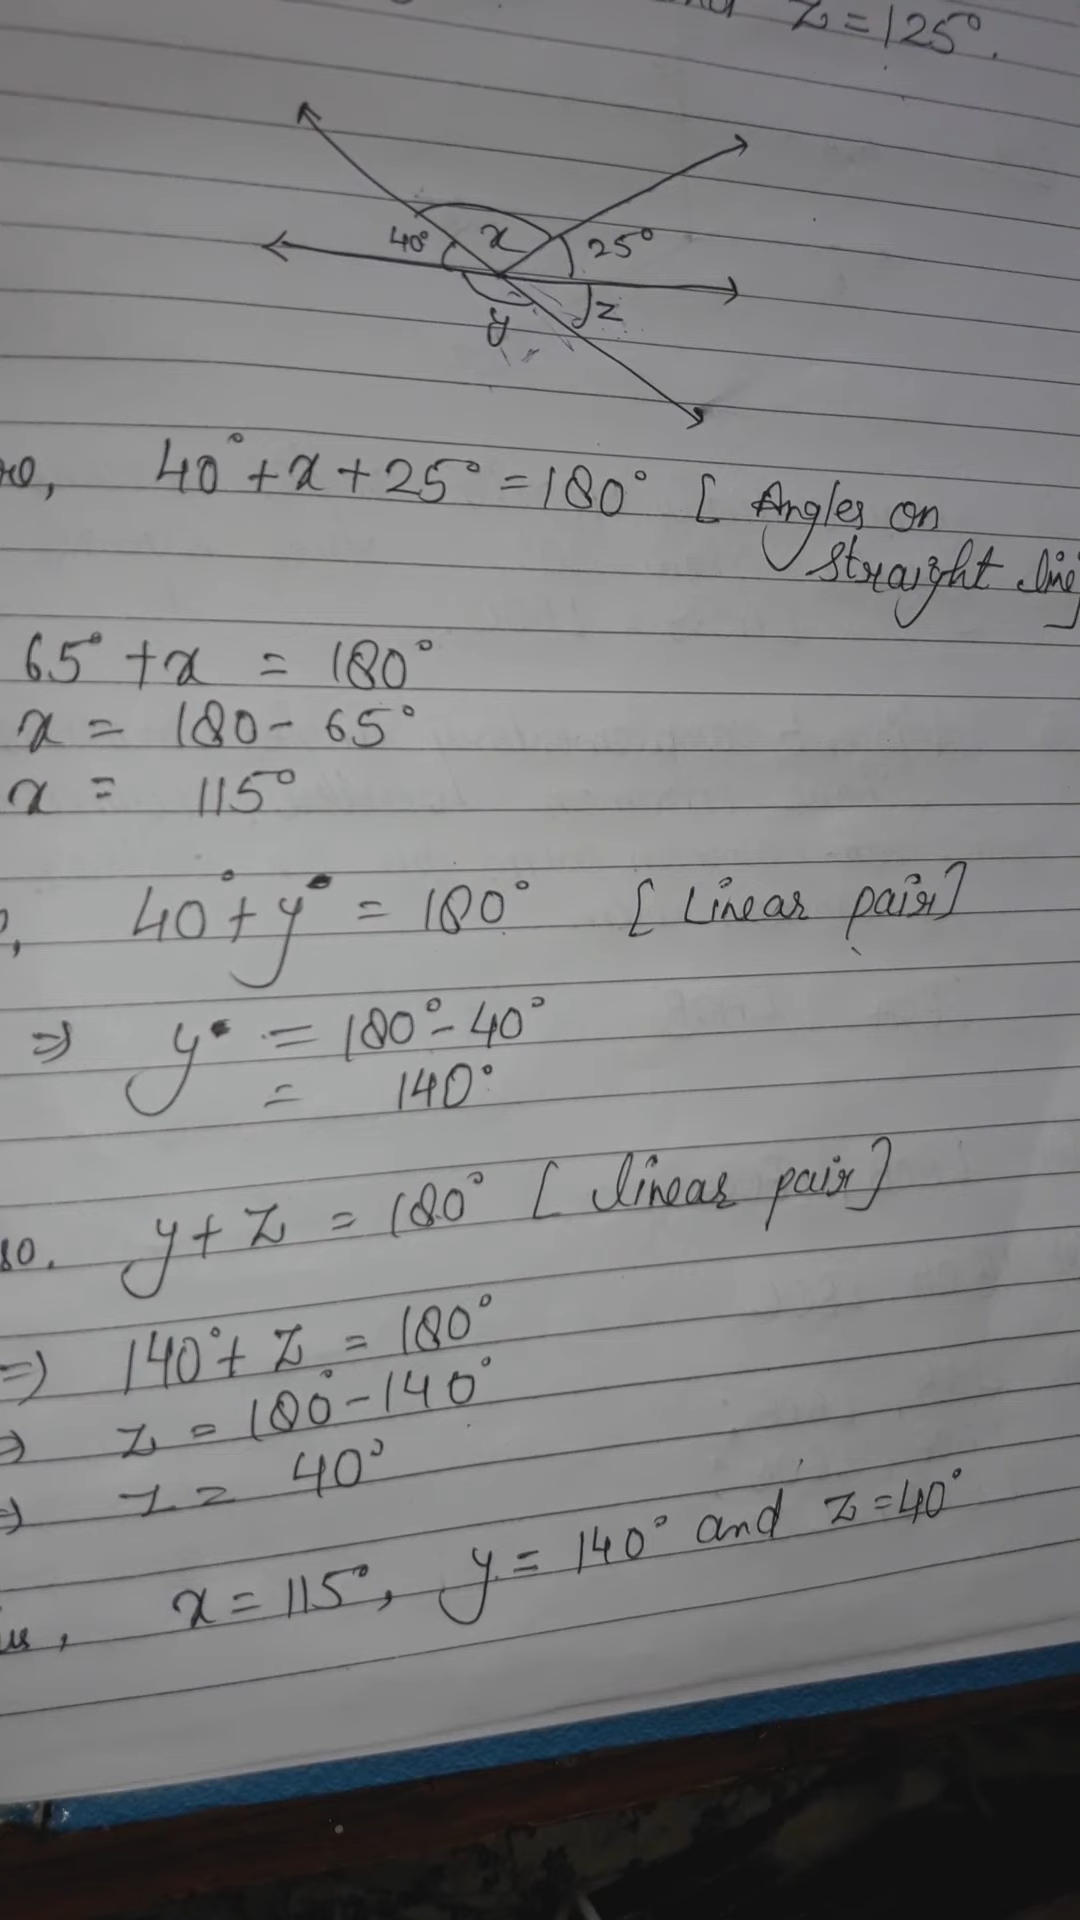 Z = 125°.
40° x 25°
y z
40° + x + 25° = 180° [ Angles on
straight line]
65° + x = 180°
x = 180 - 65°
x = 115°
40° + y = 180° [ Linear pair]
⇒ y = 180° - 40°
= 140°
y + z = 180° [ linear pair]
⇒ 140° + z = 180°
⇒ z = 180° - 140°
⇒ z = 40°
x = 115°, y = 140° and z = 40°